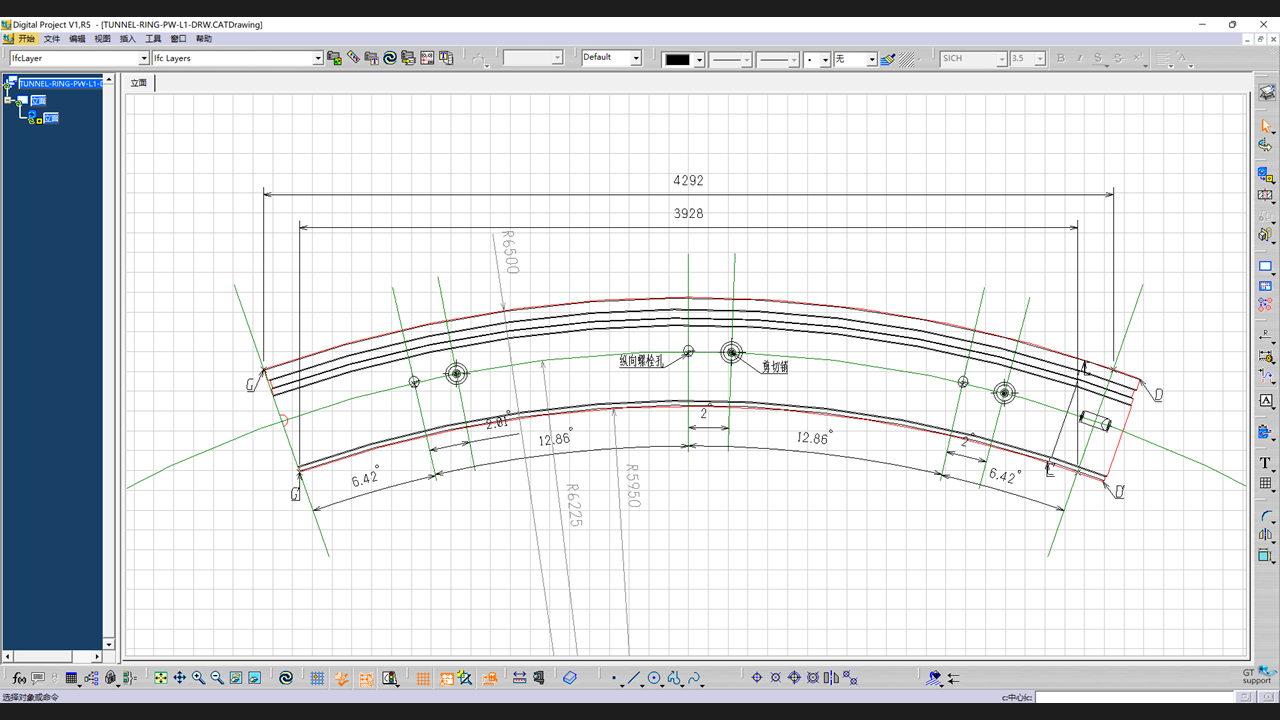 Digital Project V1,R5 - [TUNNEL-RING-PW-L1-DRW.CATDrawing]
开始 文件 编辑 视图 插入 工具 窗口 帮助
IfcLayer Ifc Layers Default 无 SICH 3.5 B I S S
TUNNEL-RING-PW-L1-D
立面
立面
立面
4292
3928
R6500
纵向螺栓孔
剪切销
G
D
2.01°
12.86°
2°
12.86°
2°
6.42°
6.42°
R6225
R5950
G'
E
D'
f(x)
GT
support
选择对象或命令
c:中心|c: